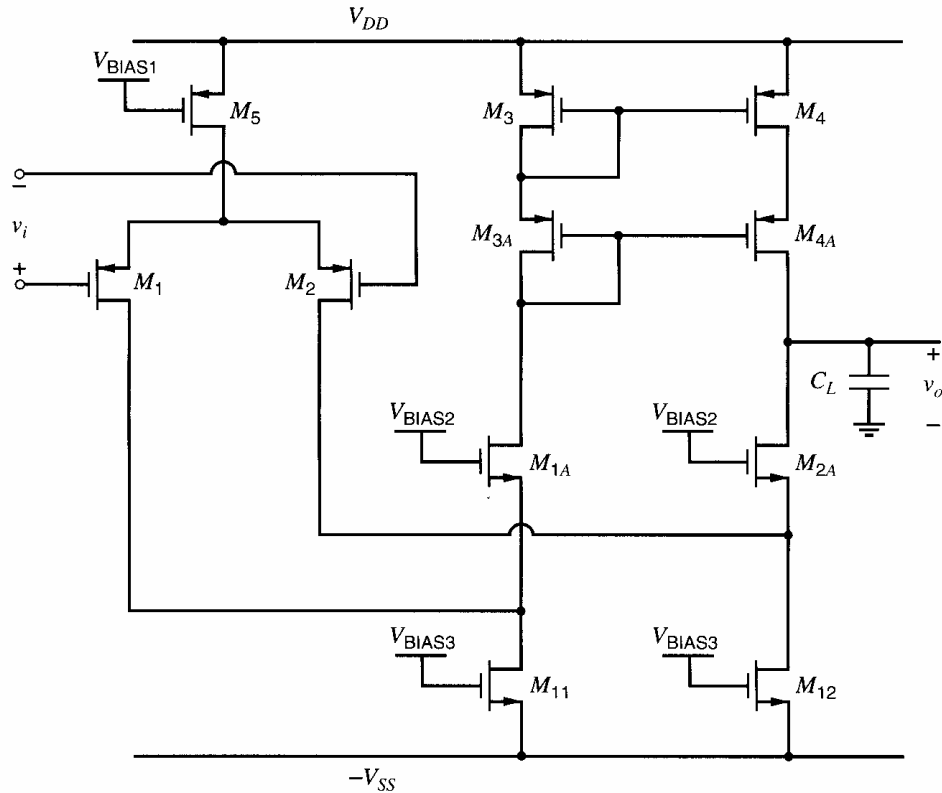 V_DD
V_BIAS1
M_5
M_3
M_4
−
v_i
+
M_1
M_2
M_3A
M_4A
+
C_L
v_o
−
V_BIAS2
V_BIAS2
M_1A
M_2A
V_BIAS3
V_BIAS3
M_11
M_12
−V_SS